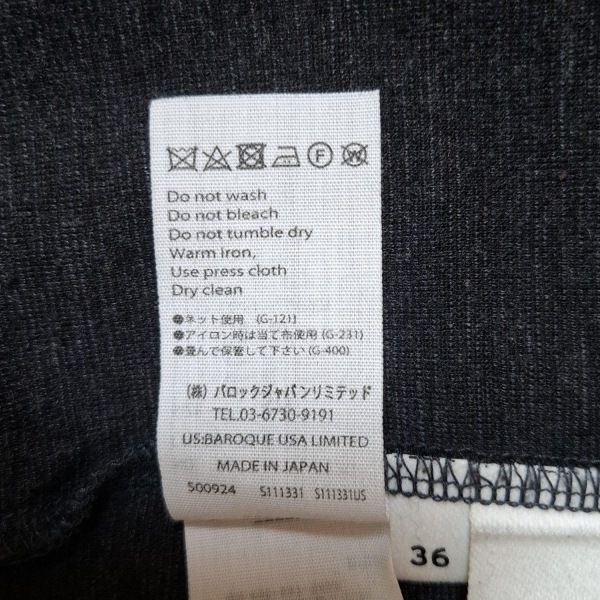 F W
Do not wash
Do not bleach
Do not tumble dry
Warm iron,
Use press cloth
Dry clean
●ネット使用 (G-121)
●アイロン時は当て布使用 (G-231)
●畳んで保管して下さい (G-400)
(株) バロックジャパンリミテッド
TEL.03-6730-9191
US:BAROQUE USA LIMITED
MADE IN JAPAN
500924 S111331 S111331US
36